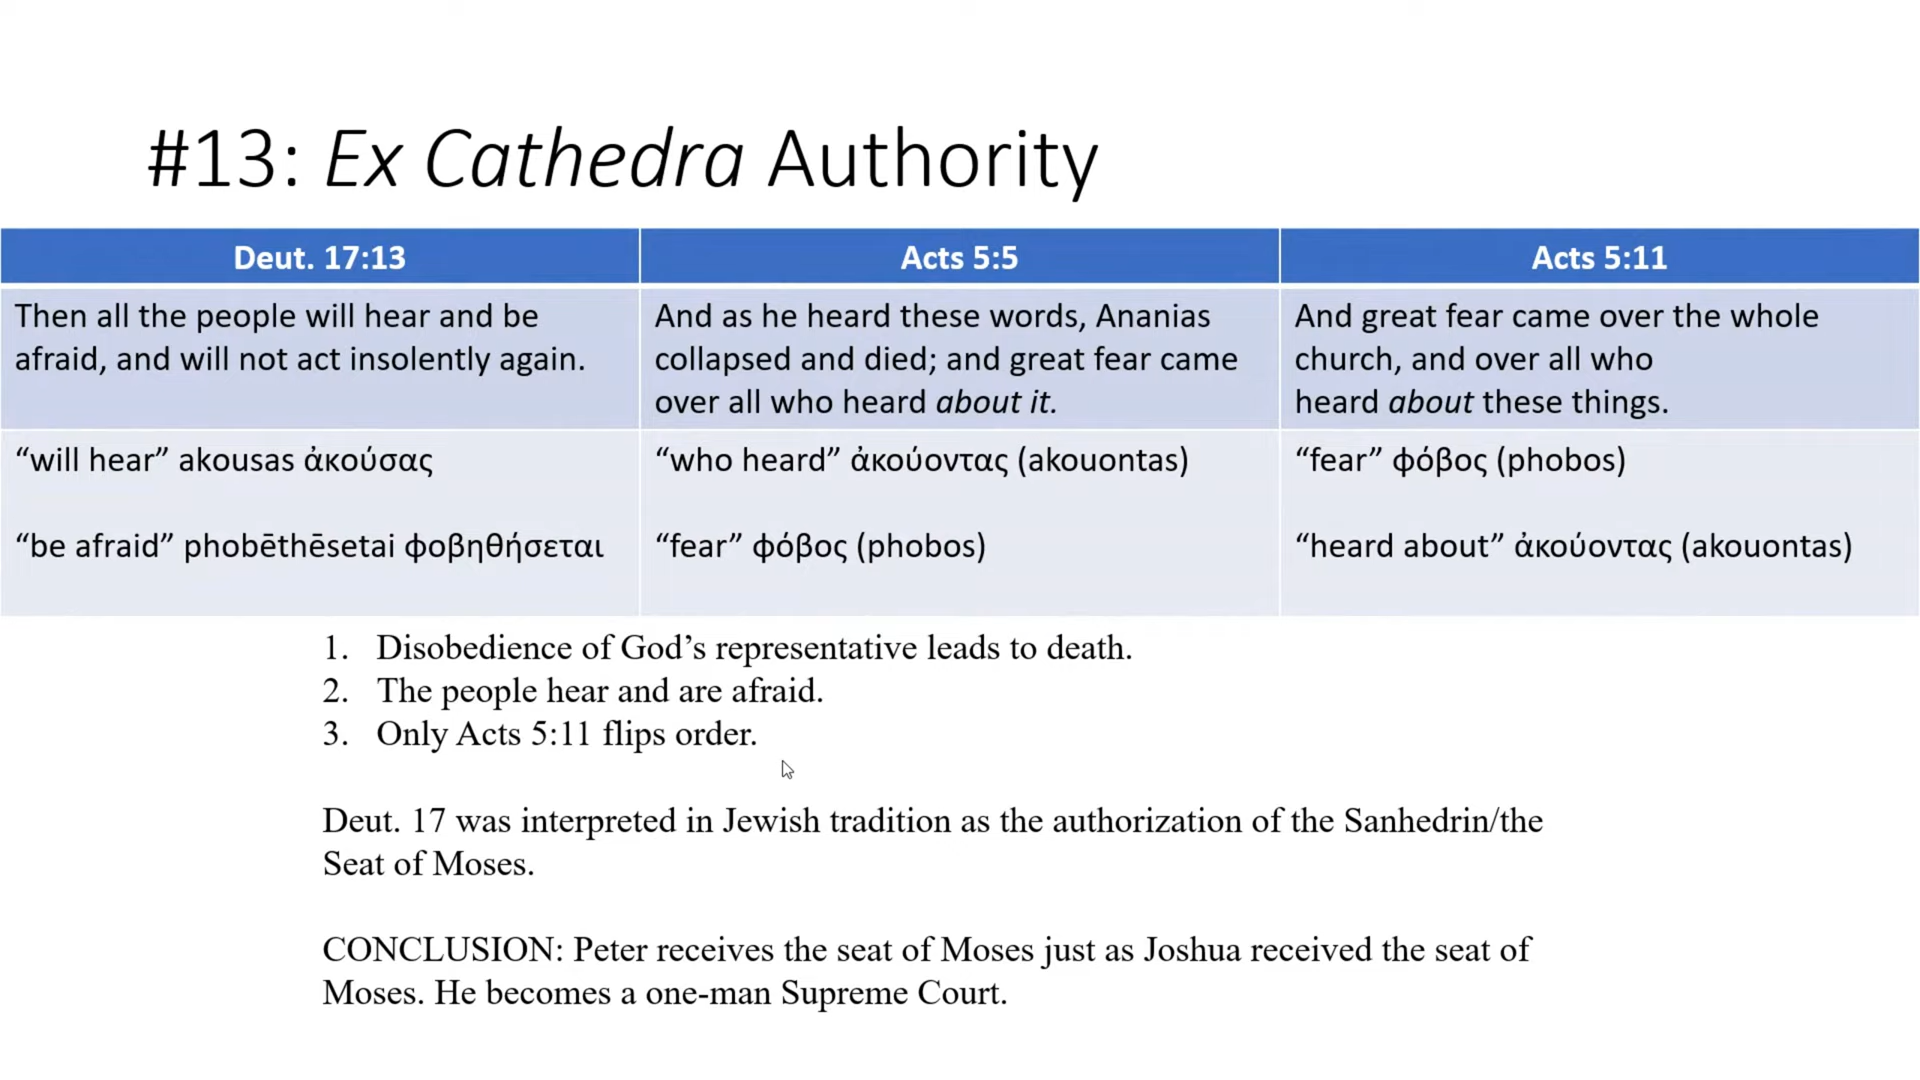 #13: Ex Cathedra Authority
Deut. 17:13
Acts 5:5
Acts 5:11
Then all the people will hear and be
afraid, and will not act insolently again.
And as he heard these words, Ananias
collapsed and died; and great fear came
over all who heard about it.
And great fear came over the whole
church, and over all who
heard about these things.
“will hear” akousas ἀκούσας
“be afraid” phobēthēsetai φοβηθήσεται
“who heard” ἀκούοντας (akouontas)
“fear” φόβος (phobos)
“fear” φόβος (phobos)
“heard about” ἀκούοντας (akouontas)
1. Disobedience of God’s representative leads to death.
2. The people hear and are afraid.
3. Only Acts 5:11 flips order.
Deut. 17 was interpreted in Jewish tradition as the authorization of the Sanhedrin/the
Seat of Moses.
CONCLUSION: Peter receives the seat of Moses just as Joshua received the seat of
Moses. He becomes a one-man Supreme Court.